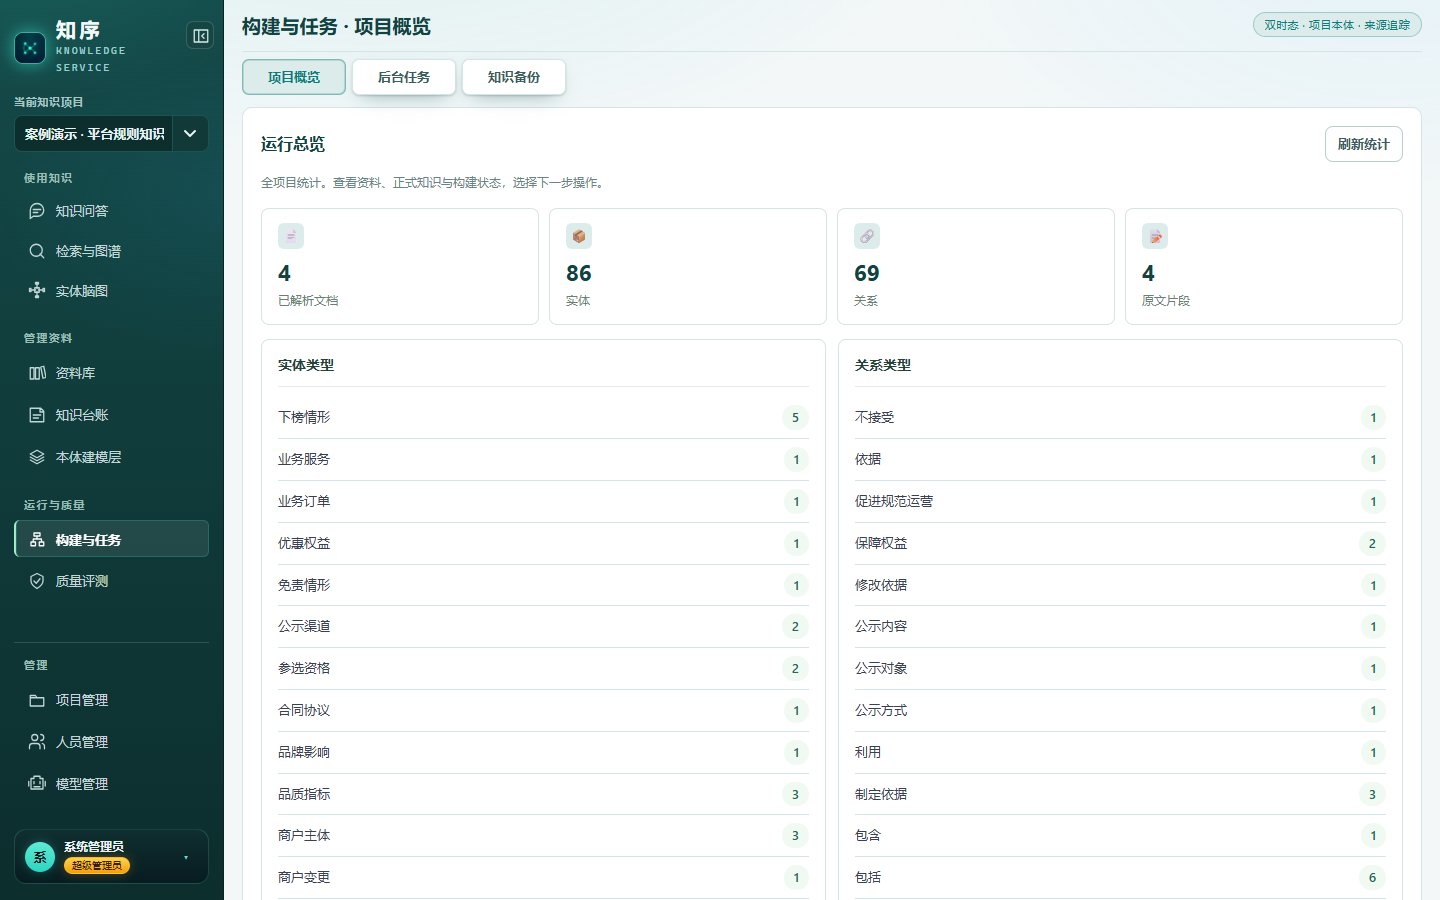 知序
KNOWLEDGE
SERVICE
当前知识项目
案例演示 · 平台规则知识
使用知识
知识问答
检索与图谱
实体脑图
管理资料
资料库
知识台账
本体建模层
运行与质量
构建与任务
质量评测
管理
项目管理
人员管理
模型管理
系
系统管理员
超级管理员
构建与任务 · 项目概览
双时态 · 项目本体 · 来源追踪
项目概览
后台任务
知识备份
运行总览
刷新统计
全项目统计。查看资料、正式知识与构建状态，选择下一步操作。
4
已解析文档
86
实体
69
关系
4
原文片段
实体类型
下榜情形 5
业务服务 1
业务订单 1
优惠权益 1
免责情形 1
公示渠道 2
参选资格 2
合同协议 1
品牌影响 1
品质指标 3
商户主体 3
商户变更 1
关系类型
不接受 1
依据 1
促进规范运营 1
保障权益 2
修改依据 1
公示内容 1
公示对象 1
公示方式 1
利用 1
制定依据 3
包含 1
包括 6